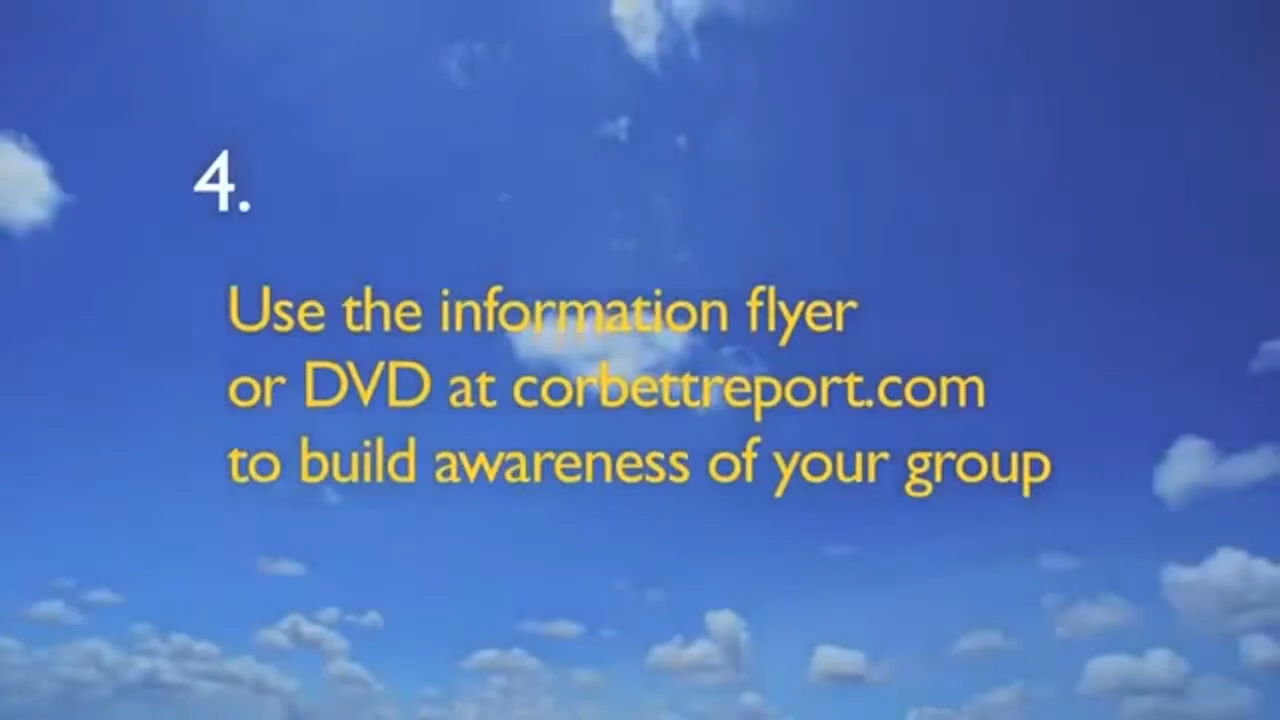 4.
Use the information flyer
or DVD at corbettreport.com
to build awareness of your group